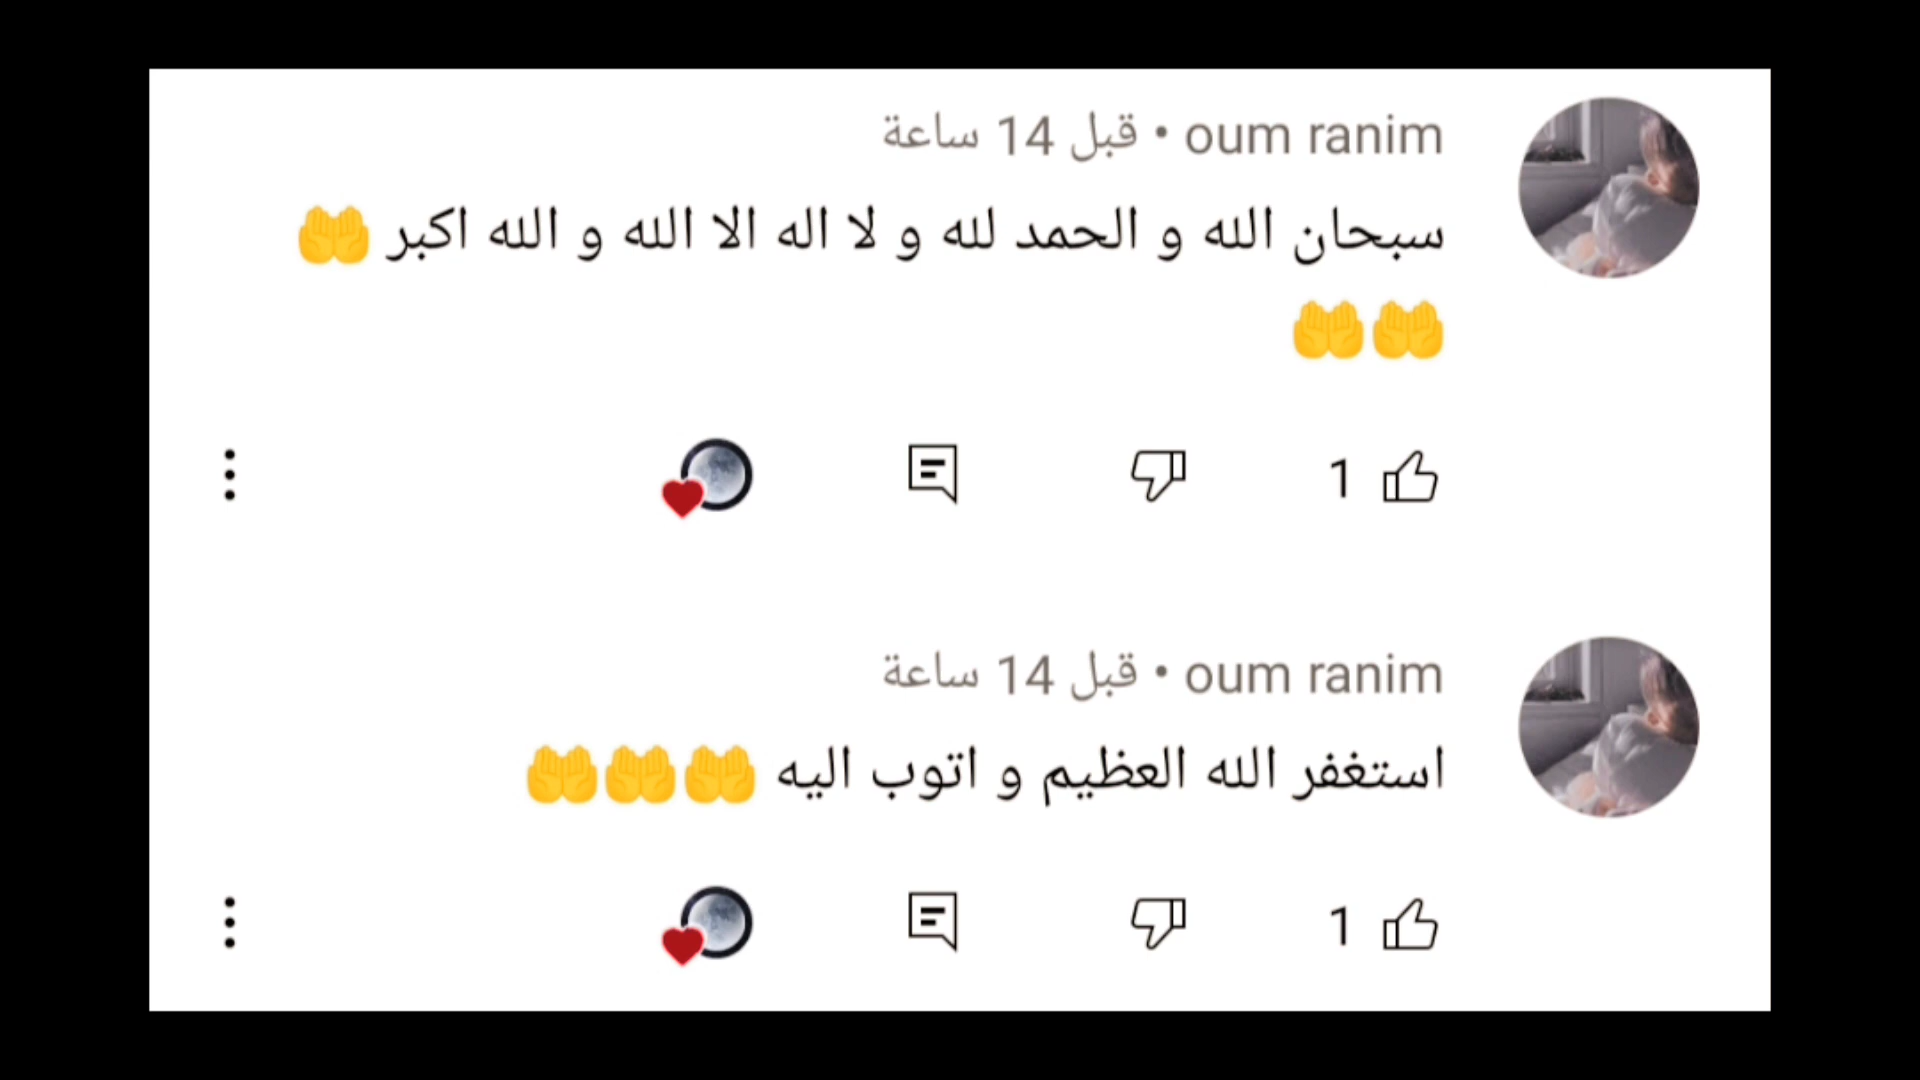 oum ranim • قبل 14 ساعة
سبحان الله و الحمد لله و لا اله الا الله و الله اكبر 🤲
🤲🤲
1
oum ranim • قبل 14 ساعة
استغفر الله العظيم و اتوب اليه 🤲🤲🤲
1